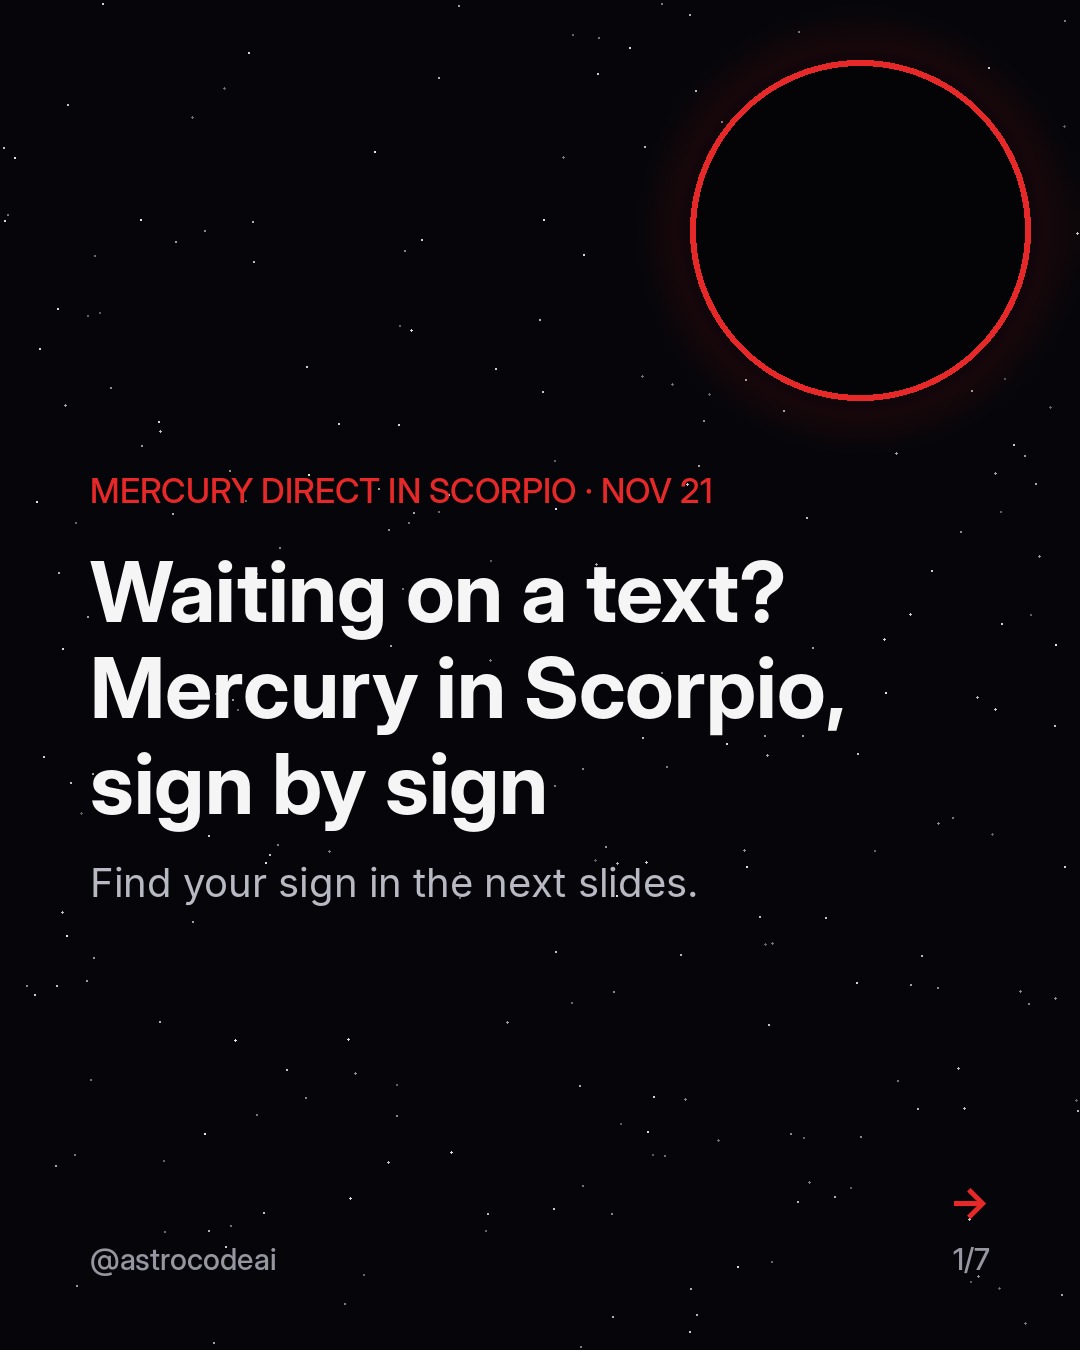 MERCURY DIRECT IN SCORPIO · NOV 21
Waiting on a text?
Mercury in Scorpio,
sign by sign
Find your sign in the next slides.
→
@astrocodeai
1/7